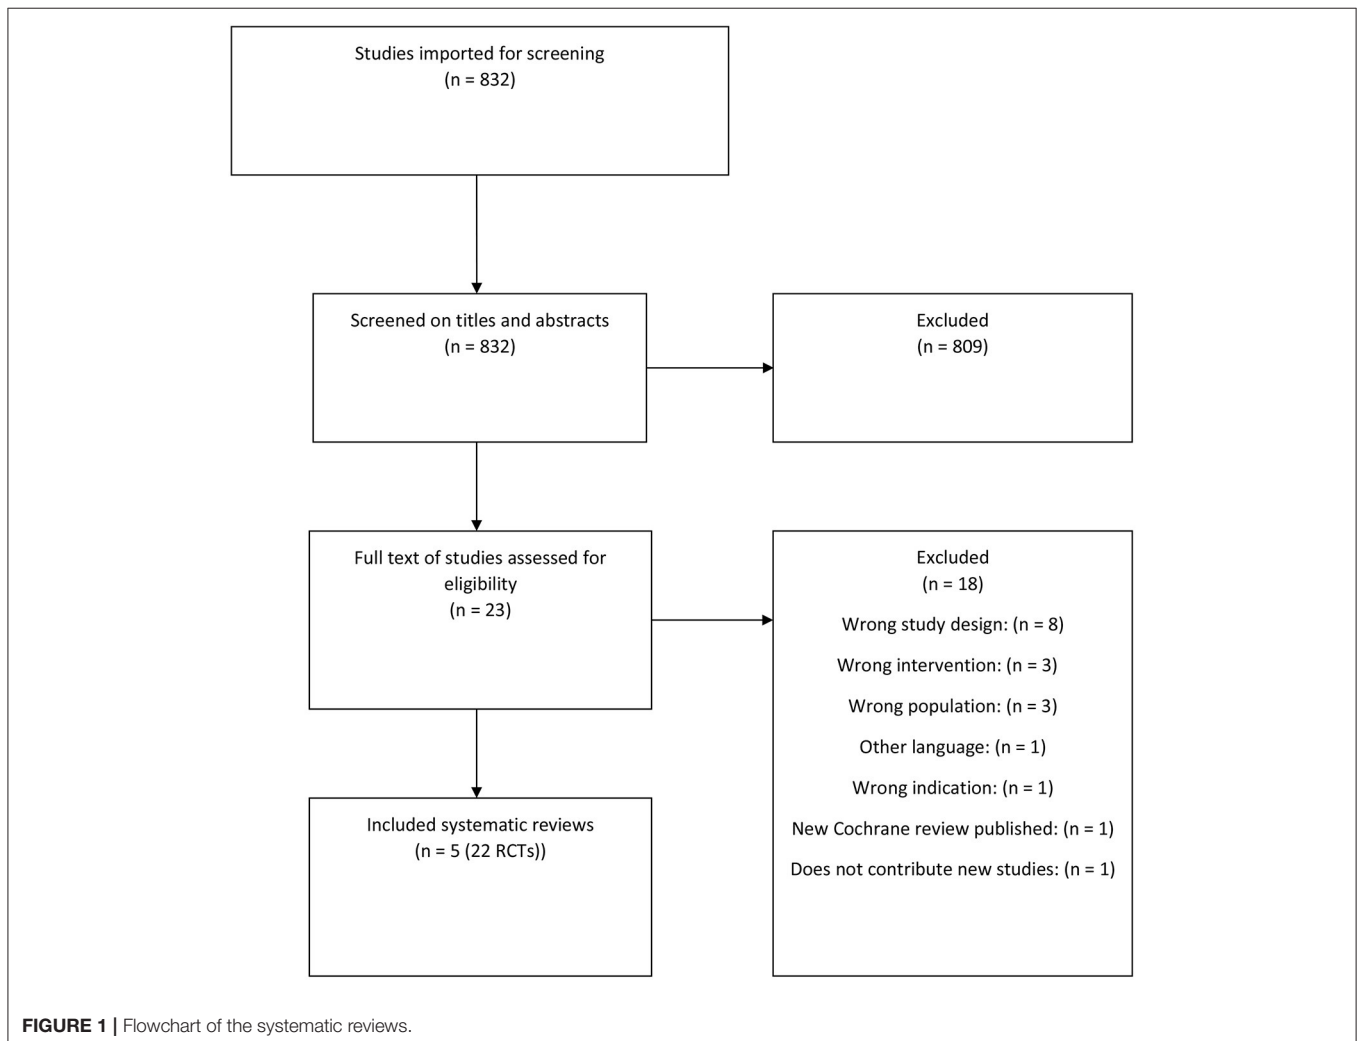 Studies imported for screening
(n = 832)
Screened on titles and abstracts
(n = 832)
Excluded
(n = 809)
Full text of studies assessed for
eligibility
(n = 23)
Excluded
(n = 18)
Wrong study design: (n = 8)
Wrong intervention: (n = 3)
Wrong population: (n = 3)
Other language: (n = 1)
Wrong indication: (n = 1)
New Cochrane review published: (n = 1)
Does not contribute new studies: (n = 1)
Included systematic reviews
(n = 5 (22 RCTs))
FIGURE 1 | Flowchart of the systematic reviews.